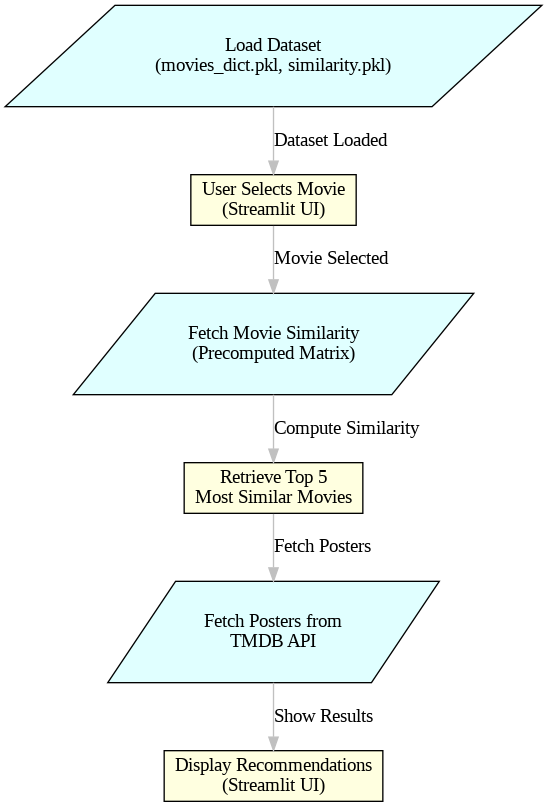 Load Dataset
(movies_dict.pkl, similarity.pkl)
Dataset Loaded
User Selects Movie
(Streamlit UI)
Movie Selected
Fetch Movie Similarity
(Precomputed Matrix)
Compute Similarity
Retrieve Top 5
Most Similar Movies
Fetch Posters
Fetch Posters from
TMDB API
Show Results
Display Recommendations
(Streamlit UI)